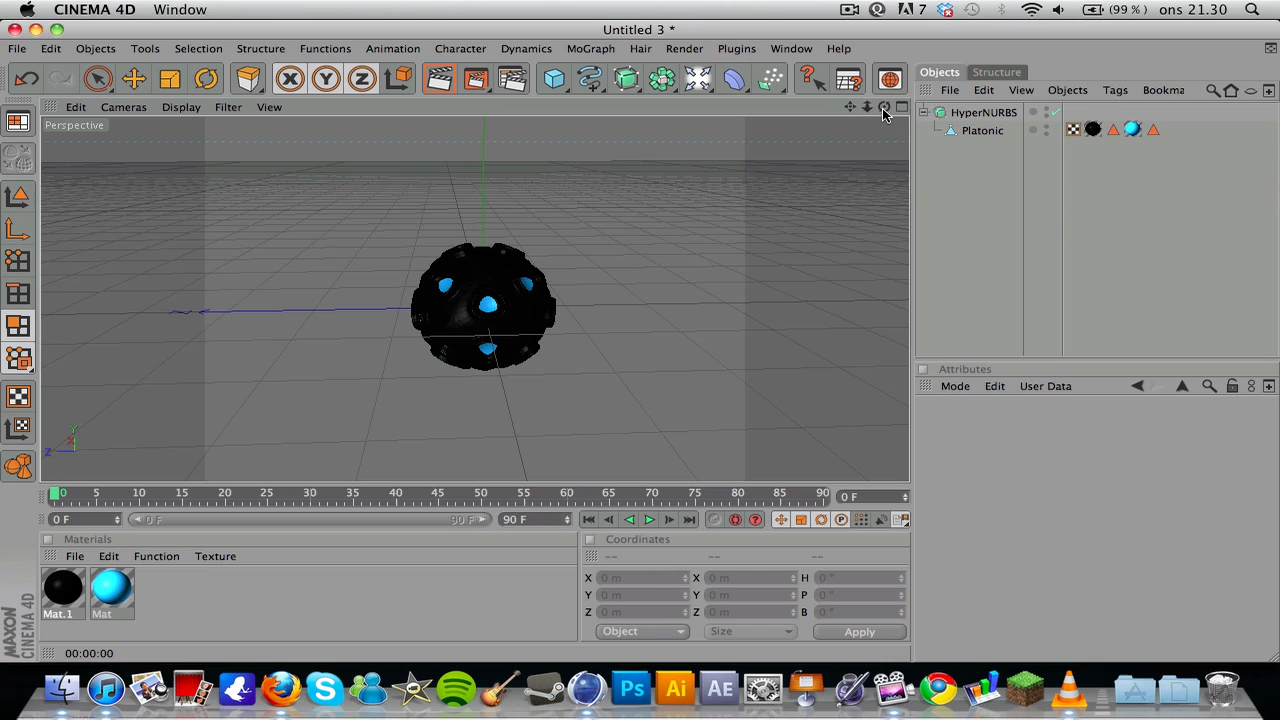 CINEMA 4D Window 7 (99 %) ons 21.30
Untitled 3 *
File Edit Objects Tools Selection Structure Functions Animation Character Dynamics MoGraph Hair Render Plugins Window Help
X Y Z
Objects Structure
Edit Cameras Display Filter View
File Edit View Objects Tags Bookma
Perspective
HyperNURBS
Platonic
Attributes
Mode Edit User Data
Y
X
Z
0 5 10 15 20 25 30 35 40 45 50 55 60 65 70 75 80 85 90 0 F
0 F 0 F 90 F 90 F
Materials
Coordinates
File Edit Function Texture
-- -- --
X 0 m X 0 m H 0 °
Y 0 m Y 0 m P 0 °
Z 0 m Z 0 m B 0 °
Mat.1 Mat
Object Size Apply
MAXON
CINEMA 4D
00:00:00
Ps Ai AE